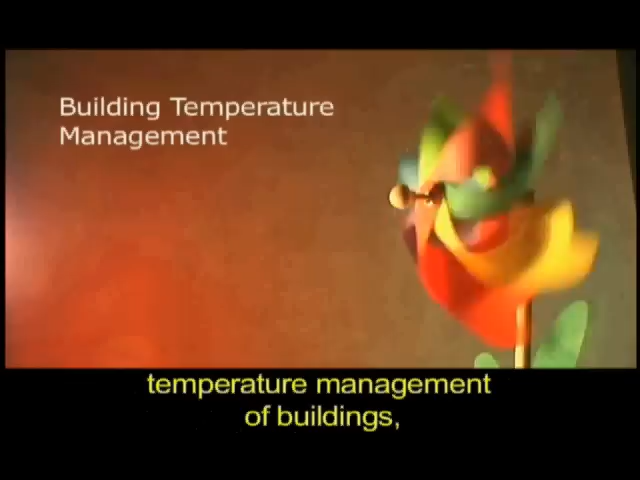 Building Temperature
Management
temperature management
of buildings,